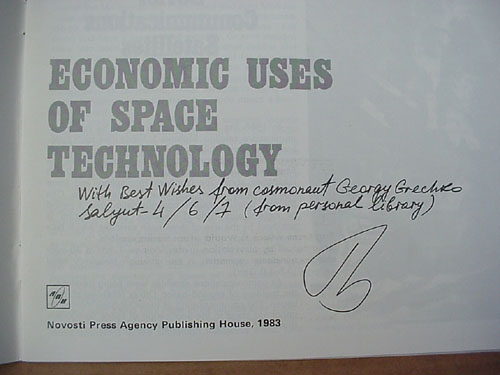 ECONOMIC USES
OF SPACE
TECHNOLOGY
With Best Wishes from cosmonaut Georgy Grechko
Salyut-4/6/7 (from personal library)
Novosti Press Agency Publishing House, 1983